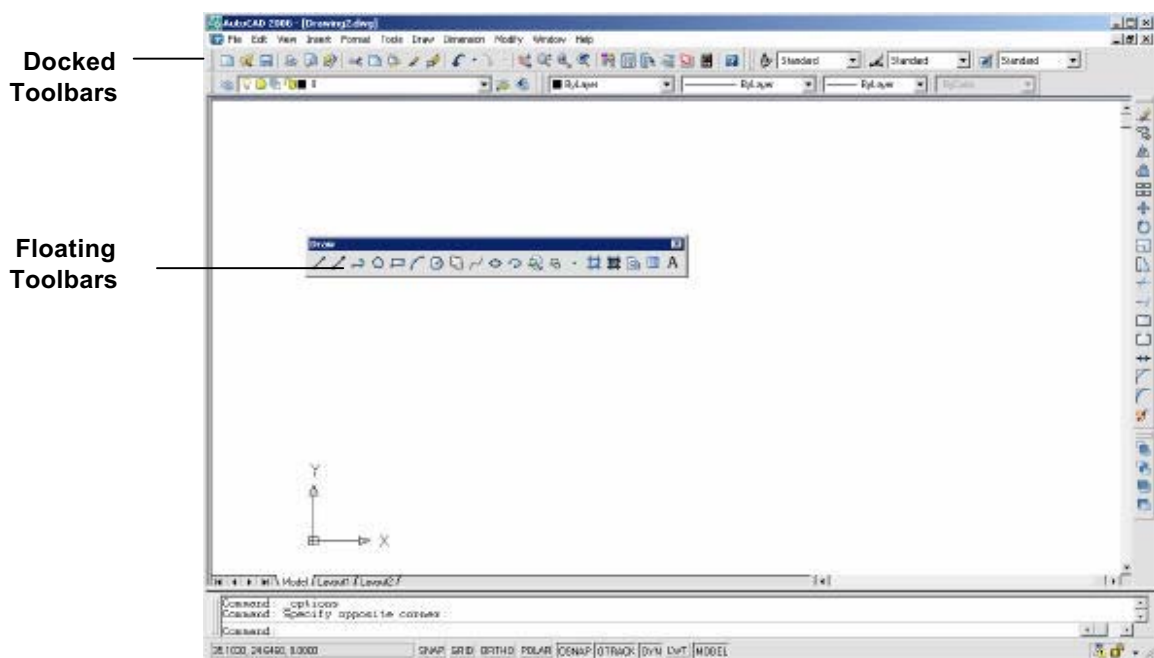 AutoCAD 2006 - [Drawing2.dwg]
File Edit View Insert Format Tools Draw Dimension Modify Window Help
Docked
Toolbars
Standard Standard Standard
0 ByLayer ByLayer ByLayer ByColor
Floating
Toolbars
Draw
A
Y
X
Model Layout1 Layout2
Command: _options
Command: Specify opposite corner:
Command:
SNAP GRID ORTHO POLAR OSNAP OTRACK DYN LWT MODEL